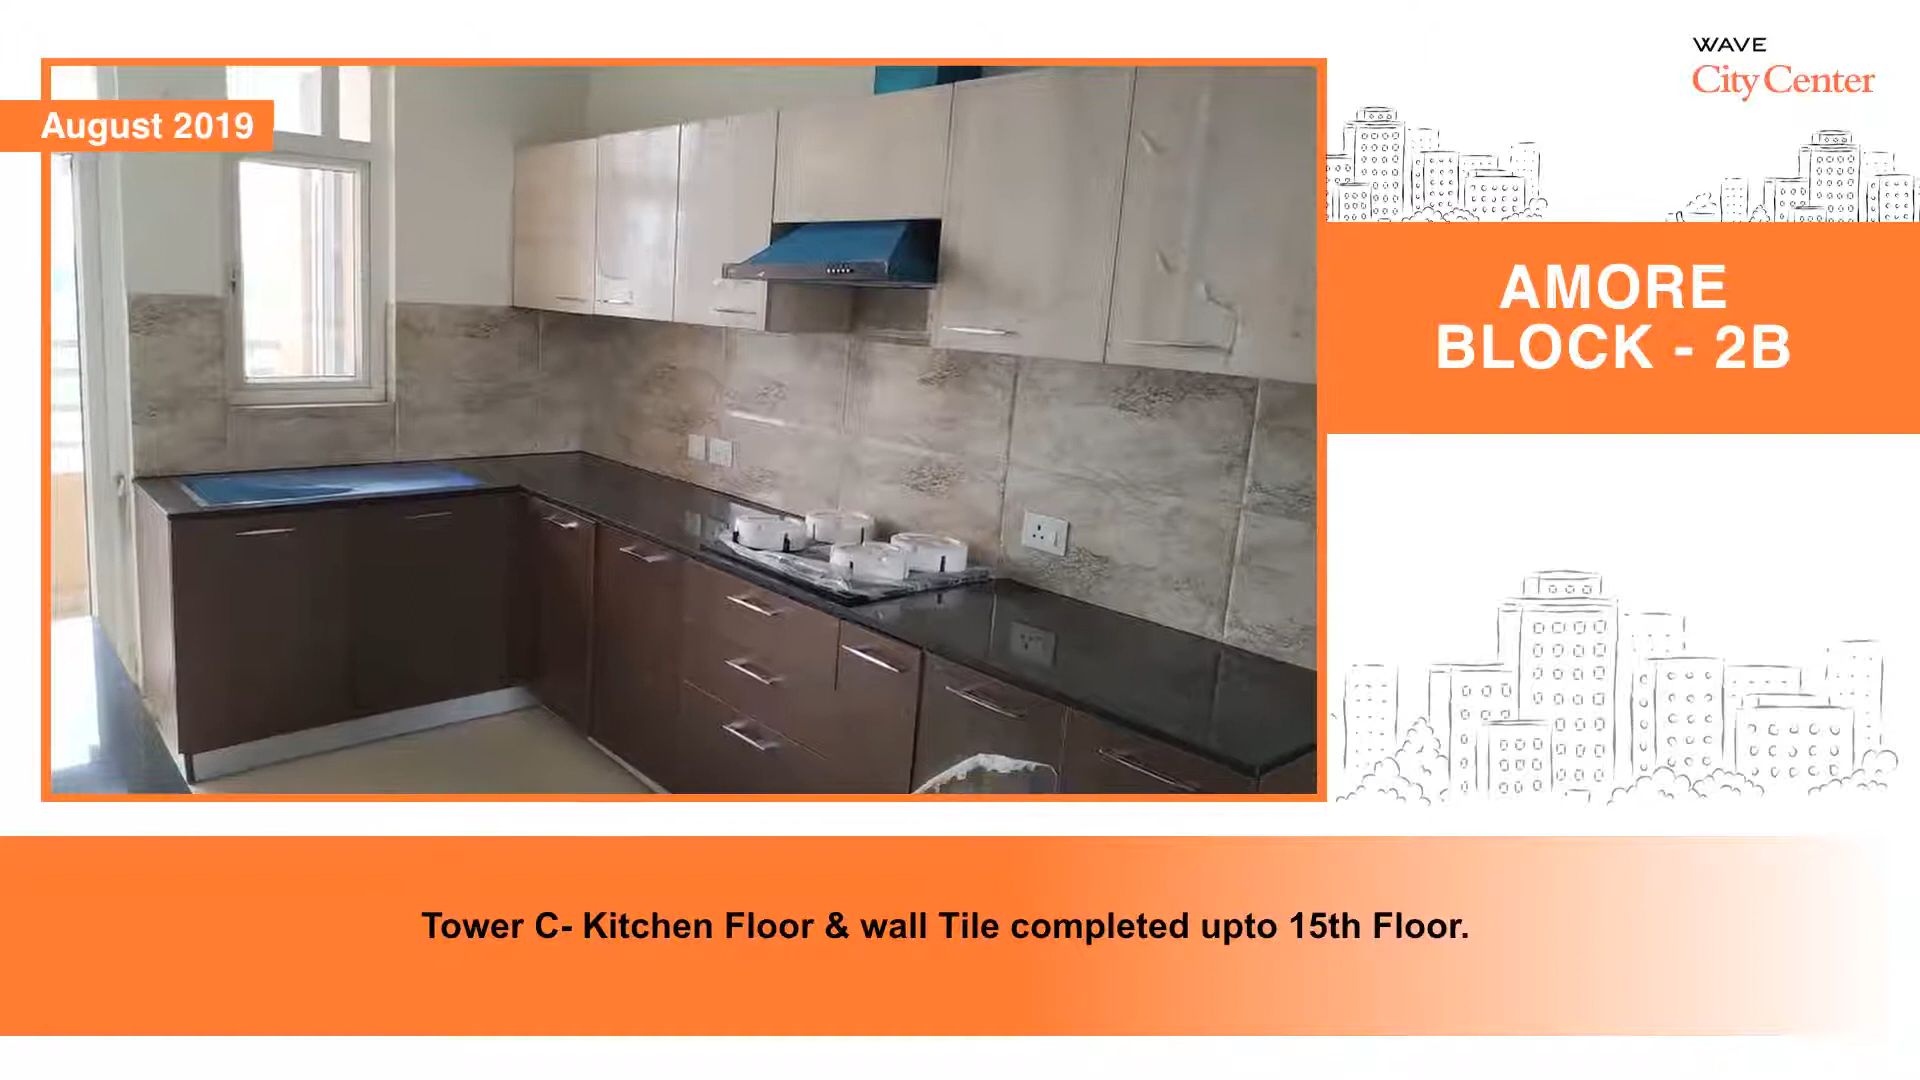 WAVE
City Center
August 2019
AMORE
BLOCK - 2B
Tower C- Kitchen Floor & wall Tile completed upto 15th Floor.